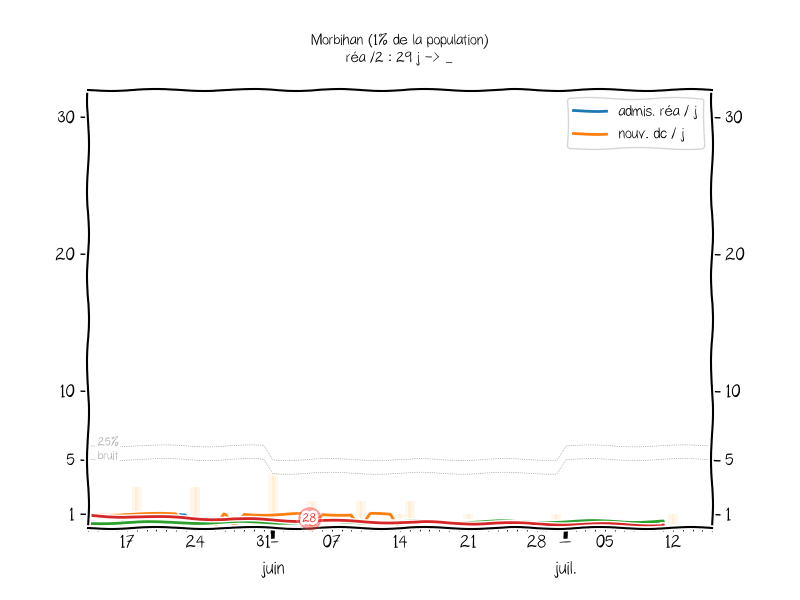 Morbihan (1% de la population)
réa /2 : 29 j -> _
admis. réa / j
nouv. dc / j
30 30
20 20
10 10
25%
bruit
5 5
1 1
28
17 24 31 07 14 21 28 05 12
juin juil.